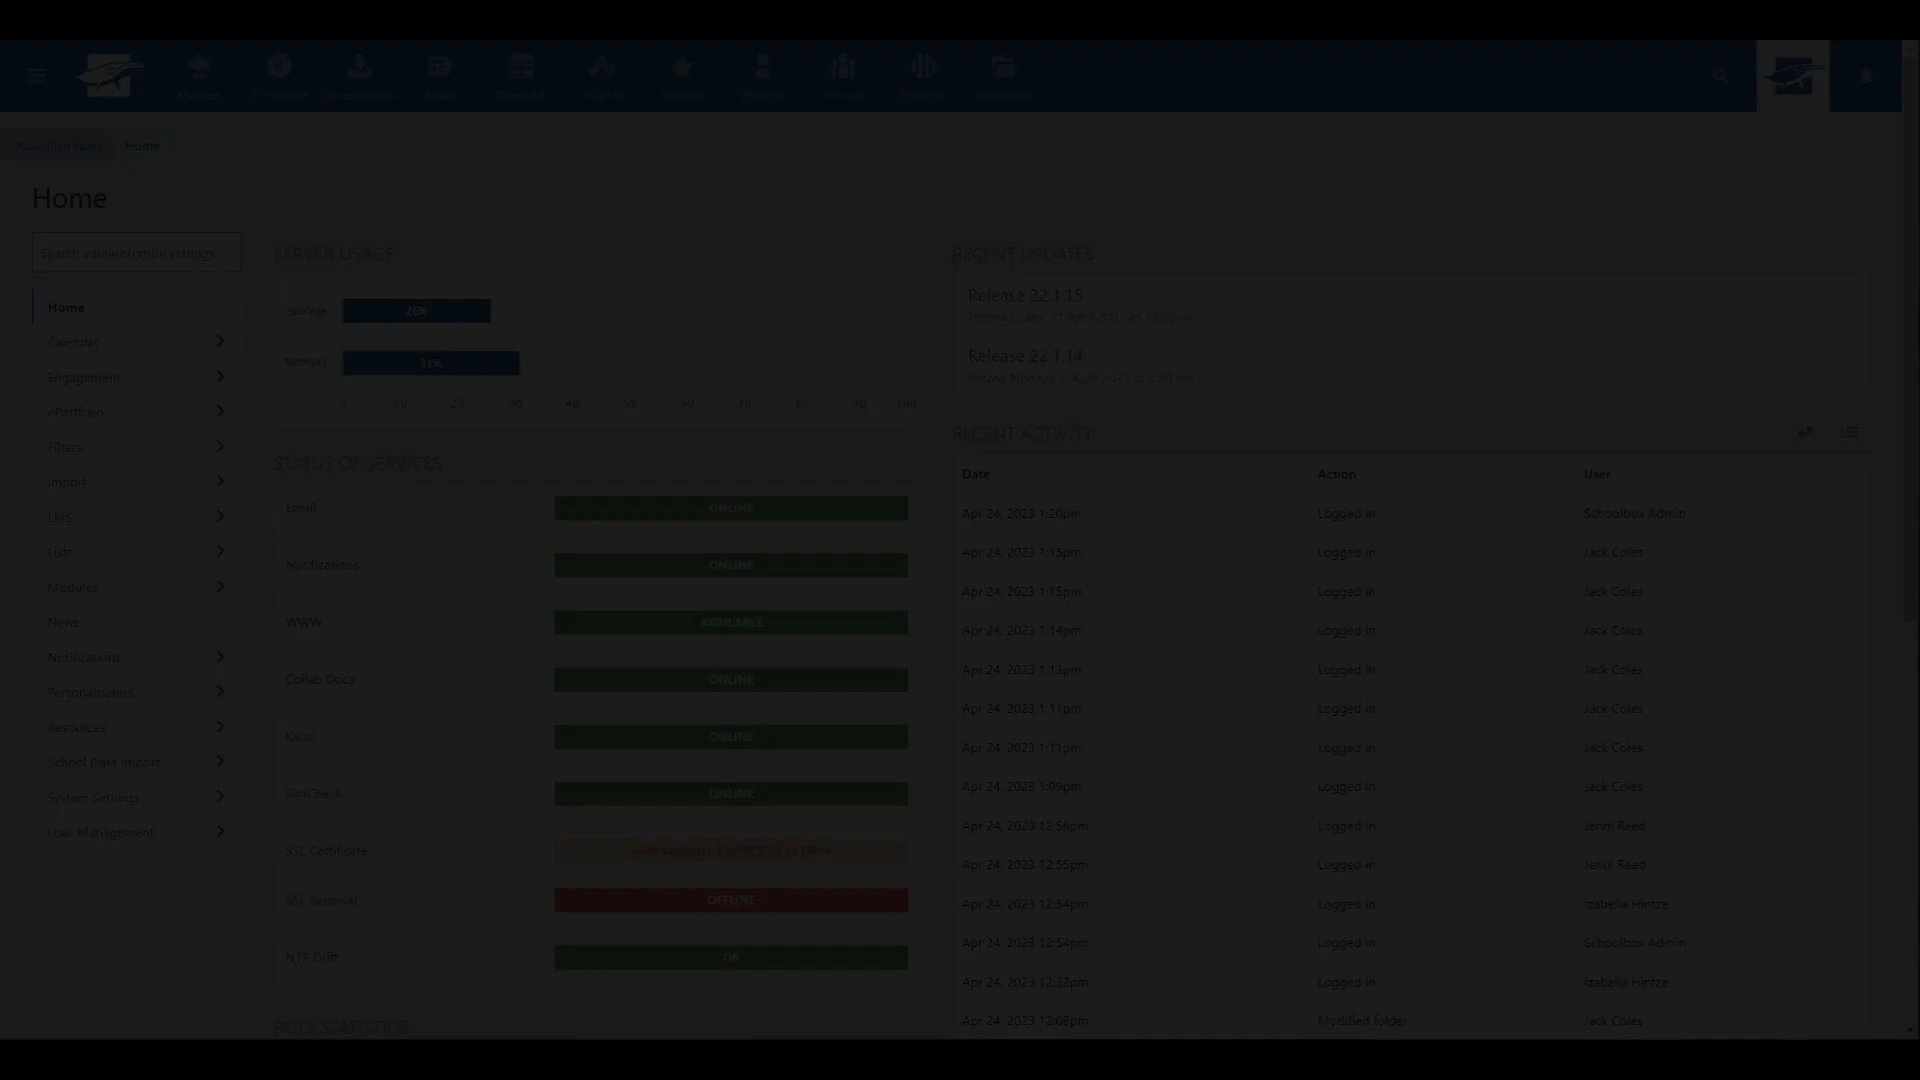 Calendar
Administration
Home
Home
Search administration settings...
Home
Calendar
Engagement
ePortfolio
Filters
Import
LMS
Lists
Modules
News
Notifications
Personalisation
Resources
School Data Import
System Settings
User Management
SERVER USAGE
Storage
26%
Memory
31%
0 10 20 30 40 50 60 70 80 90 100
STATUS OF SERVICES
Email ONLINE
Notifications ONLINE
WWW AVAILABLE
Collab Docs ONLINE
ONLINE
SimCheck ONLINE
SSL Certificate
SSL Renewal OFFLINE
NTP Drift OK
ROLL STATISTICS
RECENT UPDATES
Release 22.1.15
Release 22.1.14
RECENT ACTIVITY
Date Action User
Apr 24, 2023 1:20pm Logged in Schoolbox Admin
Apr 24, 2023 1:15pm Logged in Jack Coles
Apr 24, 2023 1:15pm Logged in Jack Coles
Apr 24, 2023 1:14pm Logged in Jack Coles
Apr 24, 2023 1:13pm Logged in Jack Coles
Apr 24, 2023 1:11pm Logged in Jack Coles
Apr 24, 2023 1:11pm Logged in Jack Coles
Apr 24, 2023 1:09pm Logged in Jack Coles
Apr 24, 2023 12:56pm Logged in Jenni Reed
Apr 24, 2023 12:55pm Logged in Jenni Reed
Apr 24, 2023 12:54pm Logged in Izabella Hintze
Apr 24, 2023 12:54pm Logged in Schoolbox Admin
Apr 24, 2023 12:32pm Logged in Izabella Hintze
Apr 24, 2023 12:08pm Modified folder Jack Coles